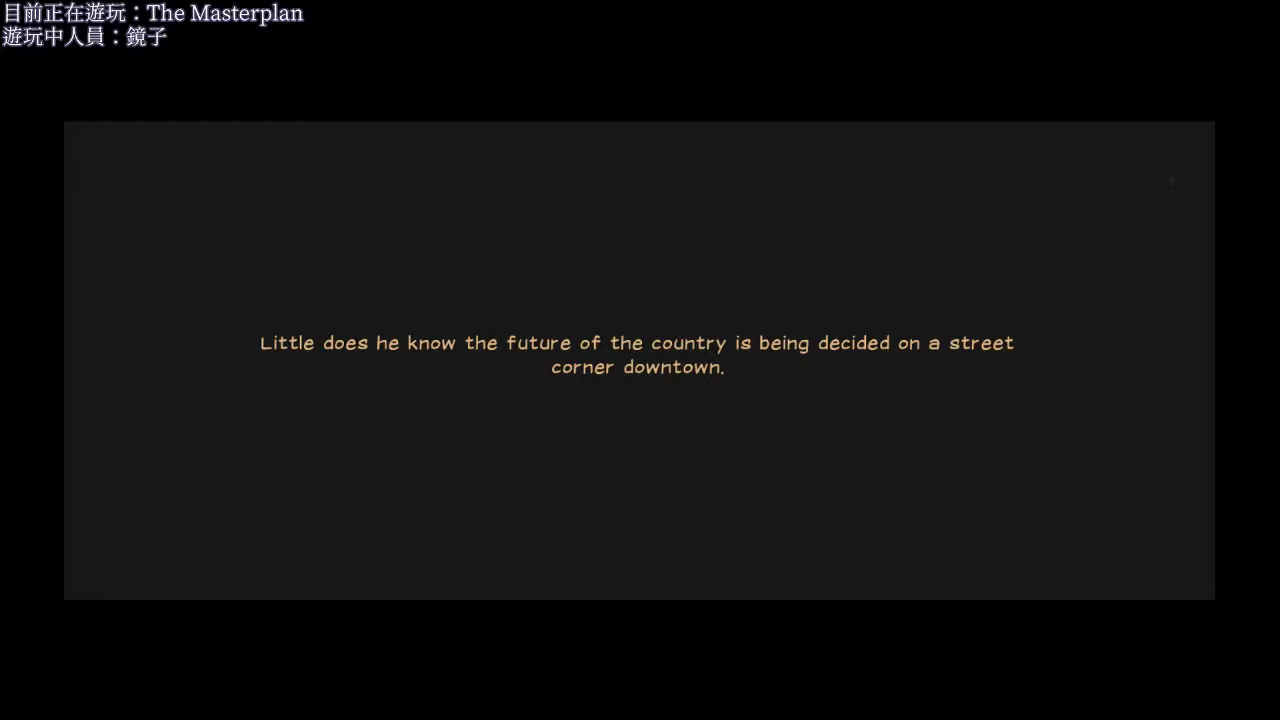 目前正在遊玩：The Masterplan
遊玩中人員：鏡子
Little does he know the future of the country is being decided on a street
corner downtown.